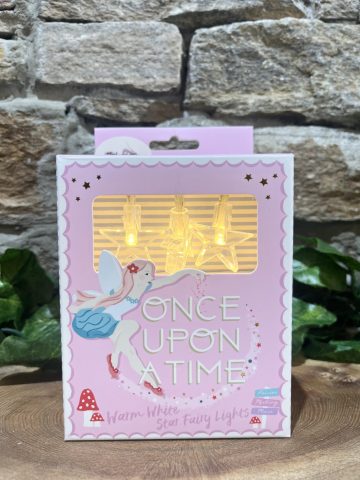 ONCE
UPON
A TIME
Warm White
Star Fairy Lights